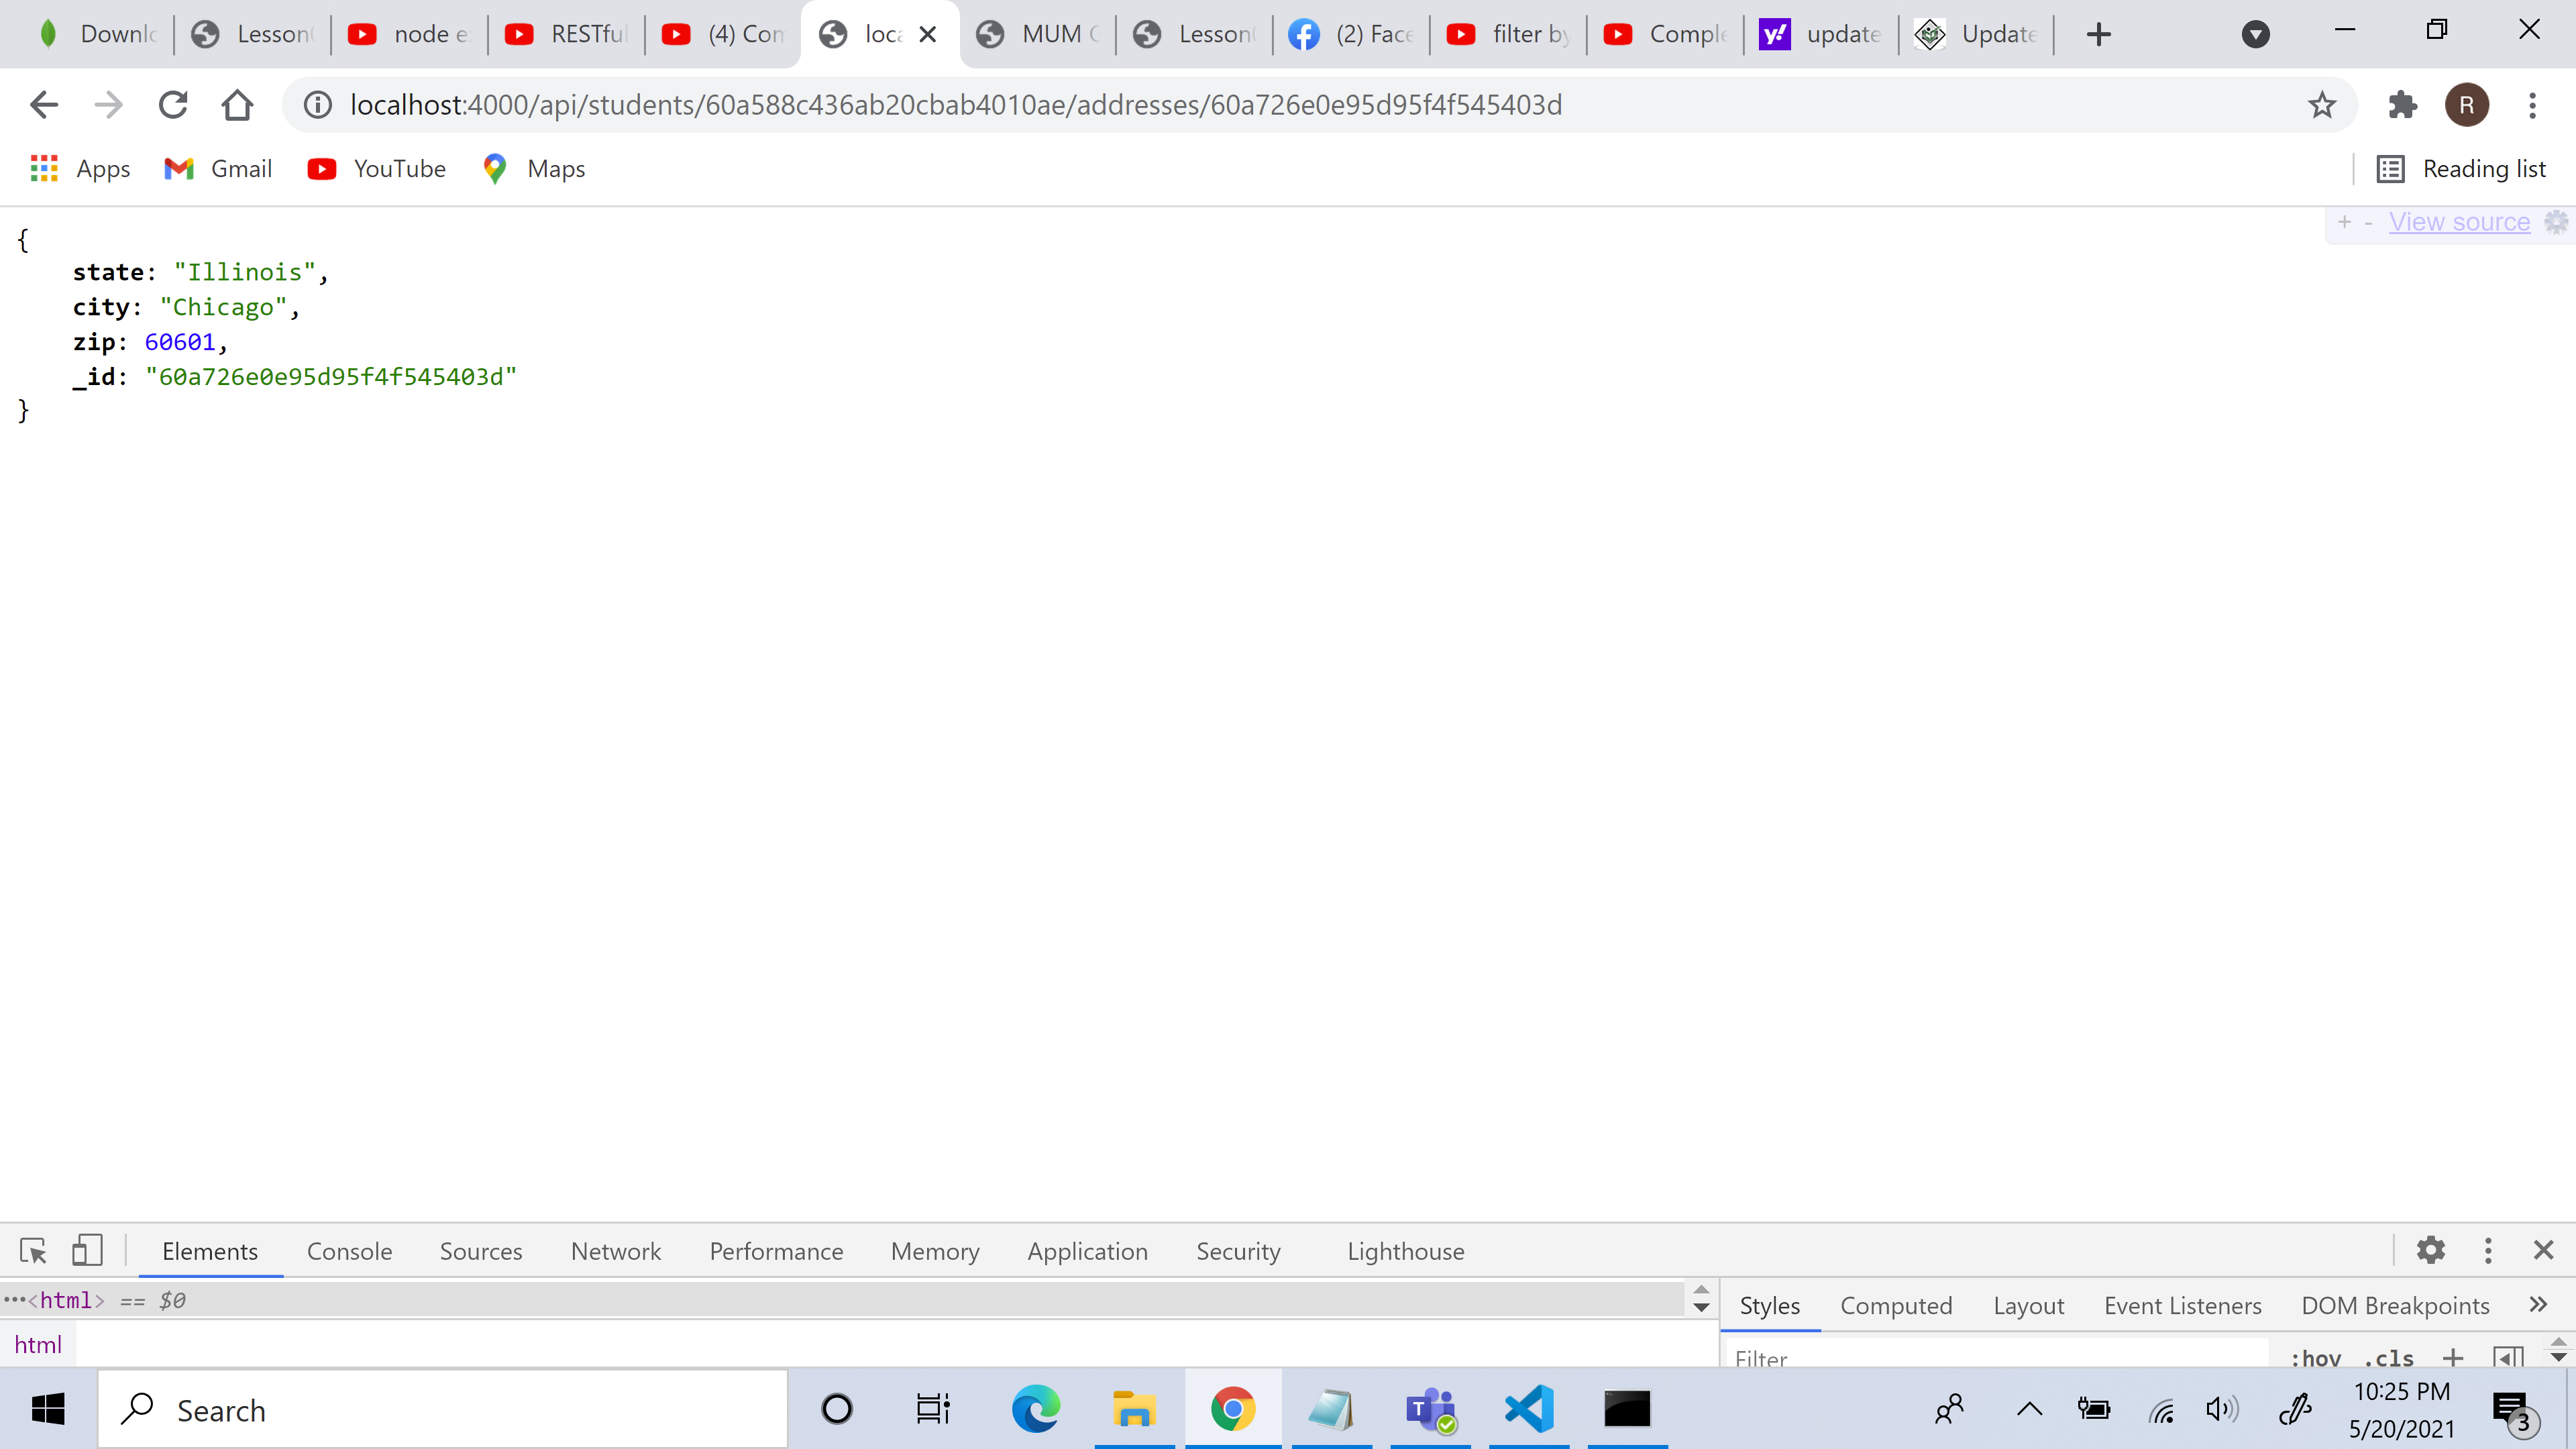 Downlo
Lesson
node e
RESTful
(4) Com
loca
MUM C
Lesson
(2) Face
filter by
Comple
update
Update
localhost:4000/api/students/60a588c436ab20cbab4010ae/addresses/60a726e0e95d95f4f545403d
R
Apps
Gmail
YouTube
Maps
Reading list
+ - View source
{
state: "Illinois",
city: "Chicago",
zip: 60601,
_id: "60a726e0e95d95f4f545403d"
}
Elements Console Sources Network Performance Memory Application Security Lighthouse
•••<html> == $0
Styles Computed Layout Event Listeners DOM Breakpoints »
html
Filter
:hov .cls +
Search
T
10:25 PM
5/20/2021
3